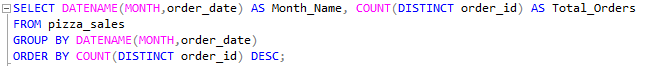 SELECT DATENAME(MONTH,order_date) AS Month_Name, COUNT(DISTINCT order_id) AS Total_Orders
FROM pizza_sales
GROUP BY DATENAME(MONTH,order_date)
ORDER BY COUNT(DISTINCT order_id) DESC;